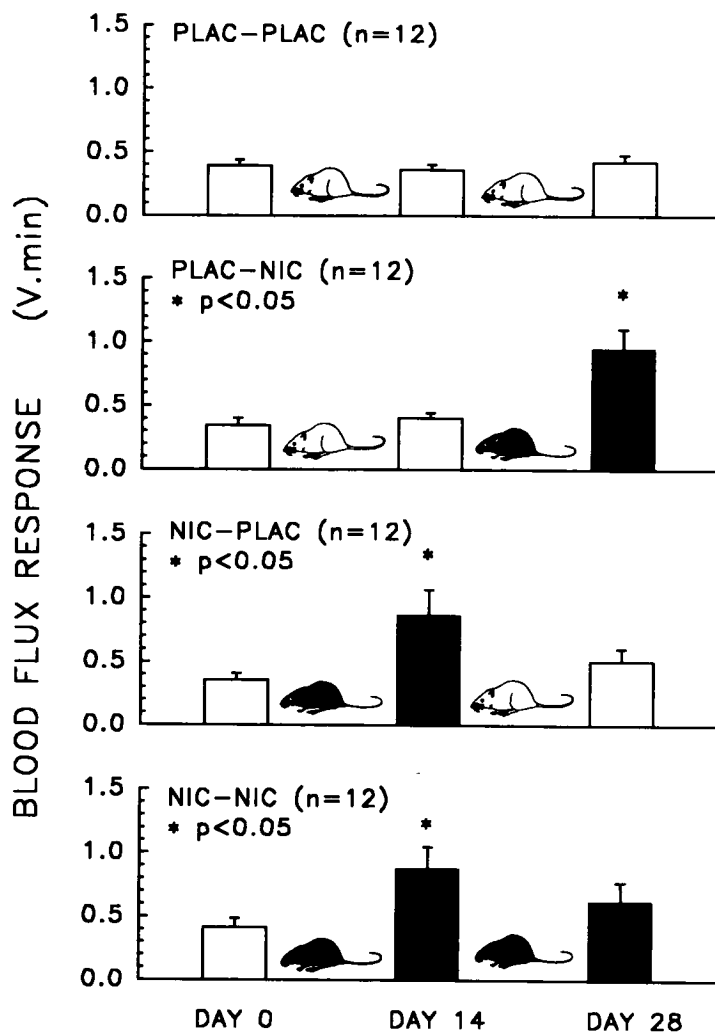 BLOOD FLUX RESPONSE (V.min)
PLAC-PLAC (n=12)
1.5
1.0
0.5
0.0
PLAC-NIC (n=12)
* p<0.05
*
1.5
1.0
0.5
0.0
NIC-PLAC (n=12)
* p<0.05
*
1.5
1.0
0.5
0.0
NIC-NIC (n=12)
* p<0.05
*
1.5
1.0
0.5
0.0
DAY 0 DAY 14 DAY 28